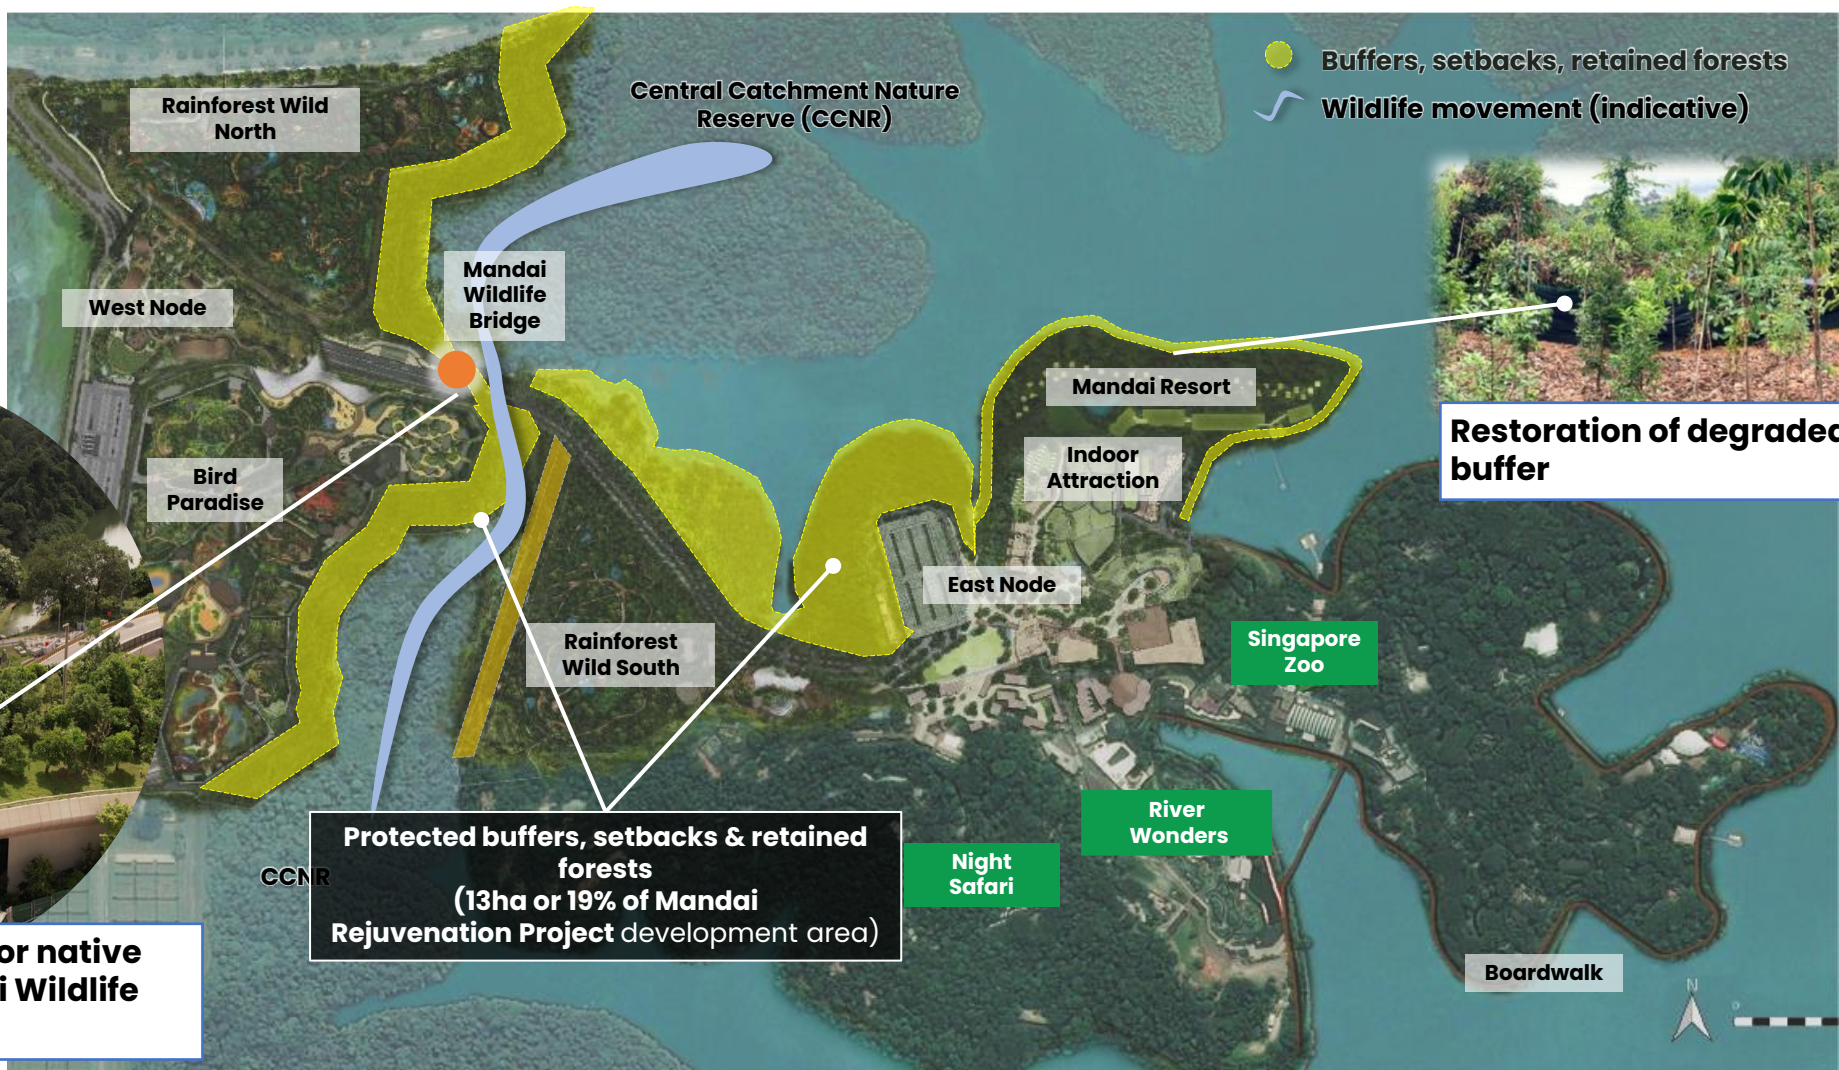 Buffers, setbacks, retained forests
Wildlife movement (indicative)
Central Catchment Nature
Reserve (CCNR)
Rainforest Wild
North
Mandai
Wildlife
Bridge
West Node
Mandai Resort
Indoor
Attraction
Restoration of degraded
buffer
Bird
Paradise
East Node
Rainforest
Wild South
Singapore
Zoo
River
Wonders
Night
Safari
Protected buffers, setbacks & retained
forests
(13ha or 19% of Mandai
Rejuvenation Project development area)
CCNR
or native
i Wildlife
Boardwalk
N
0